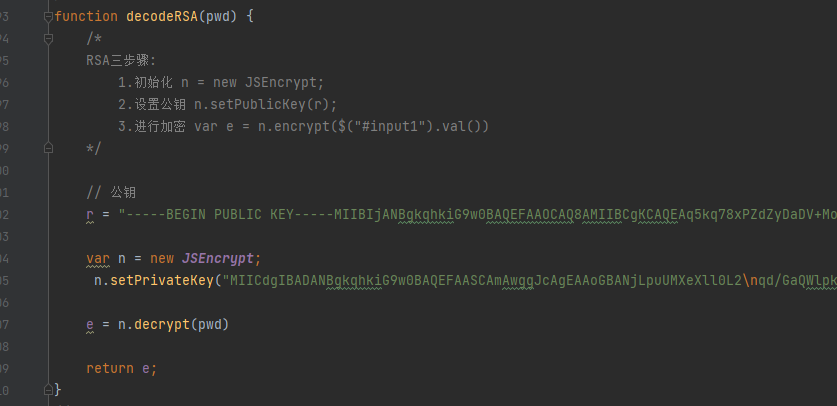 93 function decodeRSA(pwd) {
94 /*
95 RSA三步骤:
96 1.初始化 n = new JSEncrypt;
97 2.设置公钥 n.setPublicKey(r);
98 3.进行加密 var e = n.encrypt($("#input1").val())
99 */
00
01 // 公钥
02 r = "-----BEGIN PUBLIC KEY-----MIIBIjANBgkqhkiG9w0BAQEFAAOCAQ8AMIIBCgKCAQEAq5kq78xPZdZyDaDV+Mo
03
04 var n = new JSEncrypt;
05 n.setPrivateKey("MIICdgIBADANBgkqhkiG9w0BAQEFAASCAmAwggJcAgEAAoGBANjLpuUMXeXll0L2\nqd/GaQWlpk
06
07 e = n.decrypt(pwd)
08
09 return e;
10 }